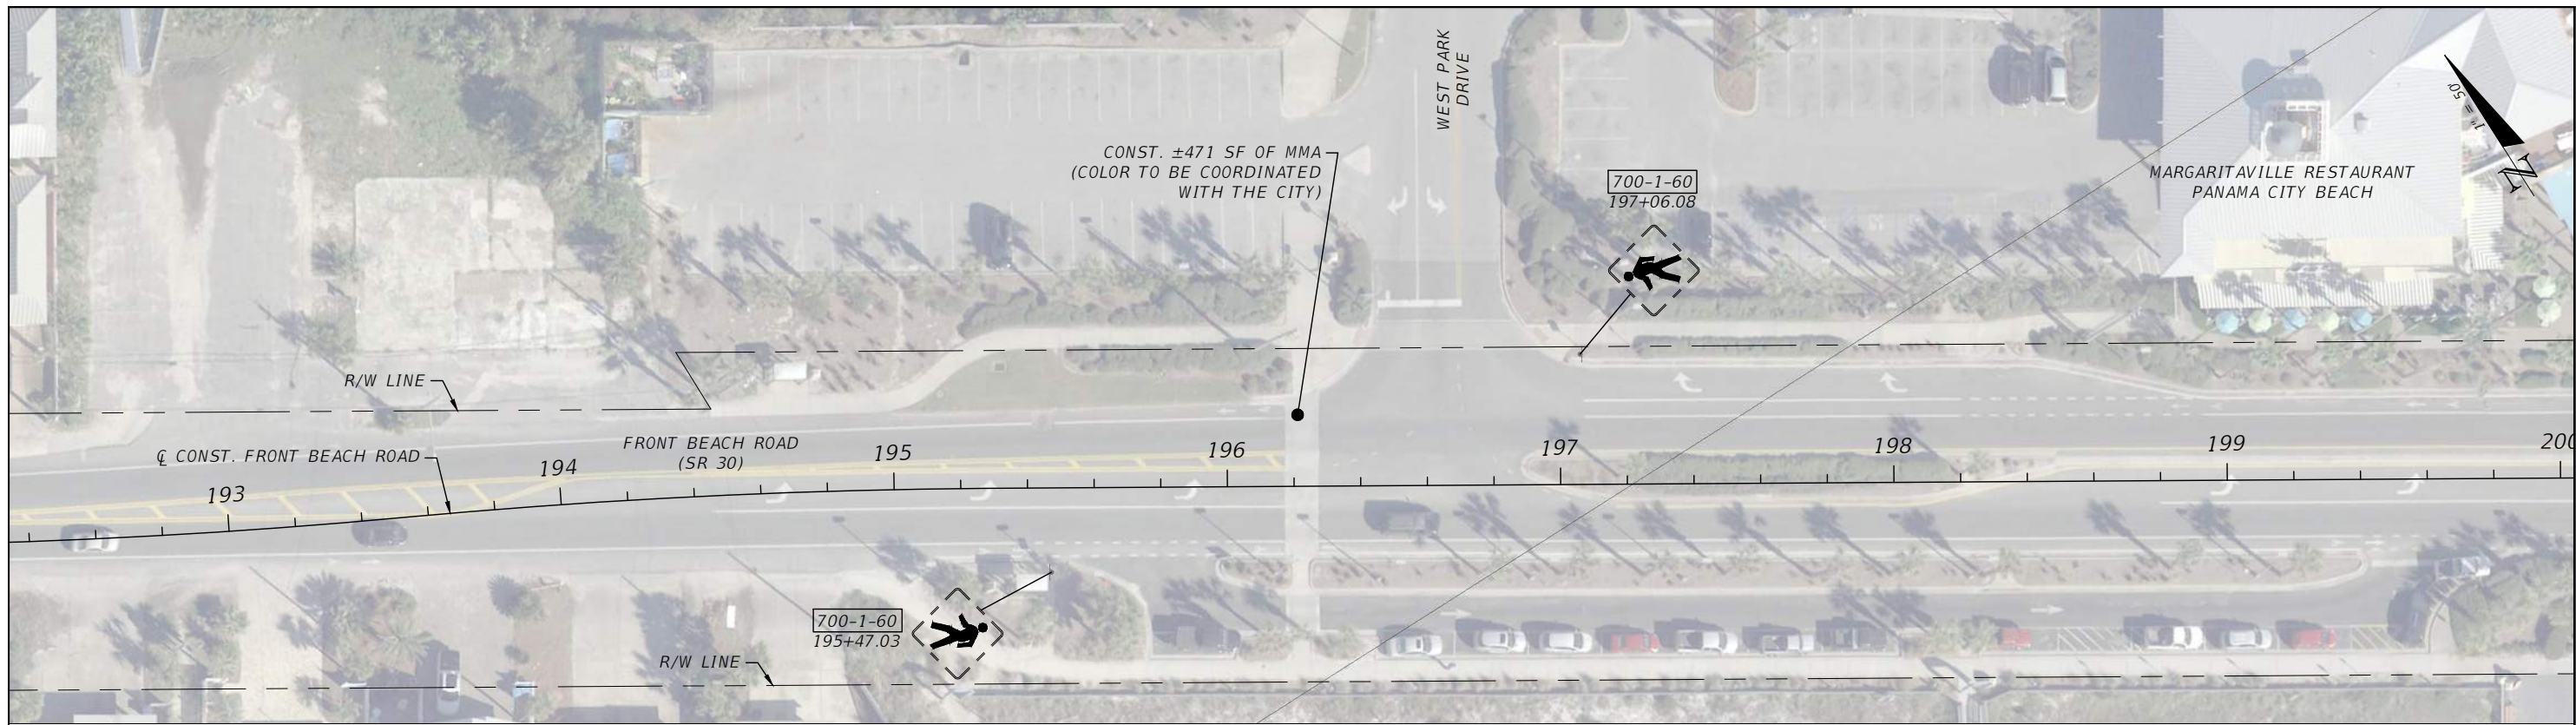 WEST PARK
DRIVE
1" = 50'
N
CONST. ±471 SF OF MMA
(COLOR TO BE COORDINATED
WITH THE CITY)
700-1-60
197+06.08
MARGARITAVILLE RESTAURANT
PANAMA CITY BEACH
R/W LINE
℄ CONST. FRONT BEACH ROAD
FRONT BEACH ROAD
(SR 30)
193
194
195
196
197
198
199
200
700-1-60
195+47.03
R/W LINE